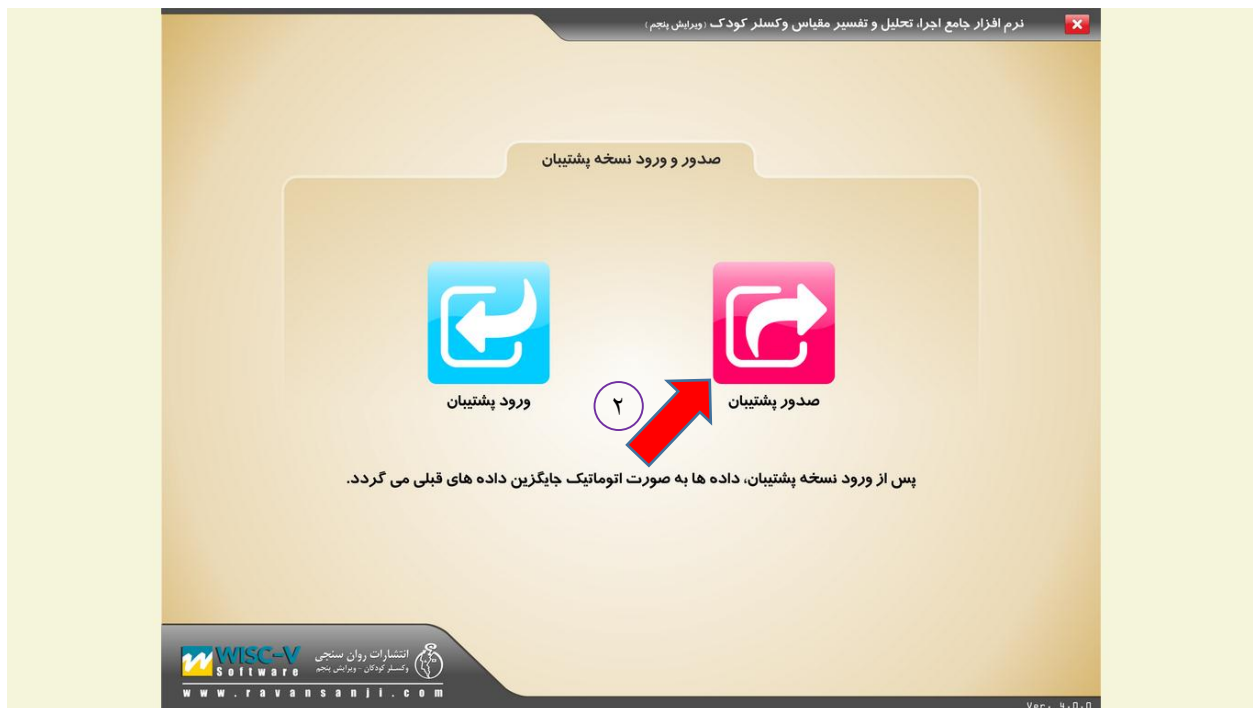 نرم افزار جامع اجرا، تحلیل و تفسیر مقیاس وکسلر کودک (ویرایش پنجم)
صدور و ورود نسخه پشتیبان
صدور پشتیبان
۲
ورود پشتیبان
پس از ورود نسخه پشتیبان، داده ها به صورت اتوماتیک جایگزین داده های قبلی می گردد.
WISC-V
Software
انتشارات روان سنجی
وکسلر کودکان - ویرایش پنجم
www.ravansanji.com